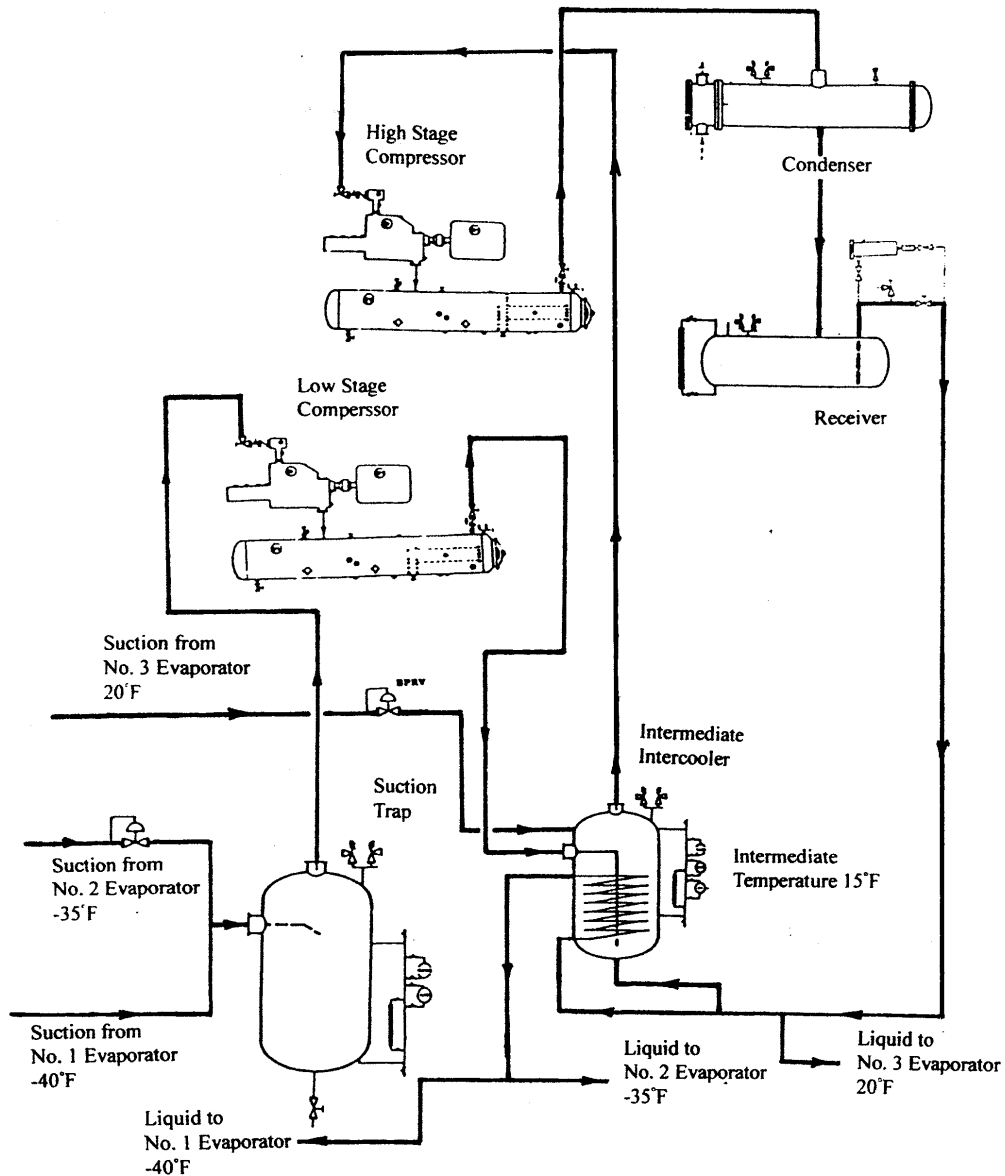 High Stage
Compressor
Condenser
Low Stage
Comperssor
Receiver
Suction from
No. 3 Evaporator
20°F
BPRV
Intermediate
Intercooler
Suction
Trap
Suction from
No. 2 Evaporator
-35°F
Intermediate
Temperature 15°F
Suction from
No. 1 Evaporator
-40°F
Liquid to
No. 2 Evaporator
-35°F
Liquid to
No. 3 Evaporator
20°F
Liquid to
No. 1 Evaporator
-40°F